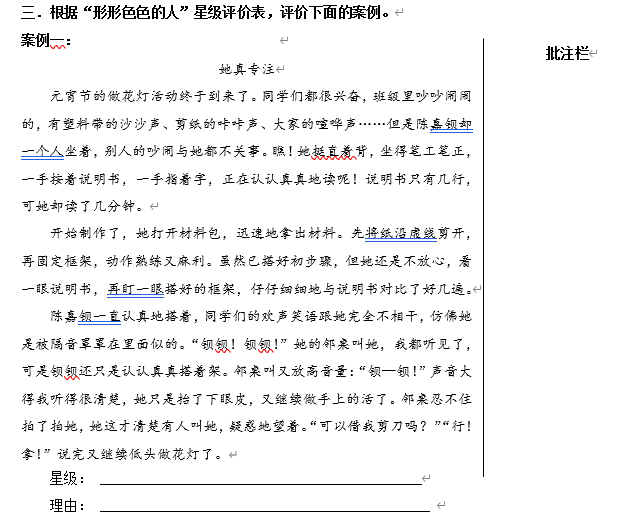 三．根据“形形色色的人”星级评价表，评价下面的案例。
案例一：
批注栏
她真专注
元宵节的做花灯活动终于到来了。同学们都很兴奋，班级里吵吵闹闹
的，有塑料带的沙沙声、剪纸的咔咔声、大家的喧哗声……但是陈嘉钡却
一个人坐着，别人的吵闹与她都不关事。瞧！她挺直着背，坐得笔工笔正，
一手按着说明书，一手指着字，正在认认真真地读呢！说明书只有几行，
可她却读了几分钟。
开始制作了，她打开材料包，迅速地拿出材料。先将纸沿虚线剪开，
再固定框架，动作熟练又麻利。虽然已搭好初步骤，但她还是不放心，看
一眼说明书，再盯一眼搭好的框架，仔仔细细地与说明书对比了好几遍。
陈嘉钡一直认真地搭着，同学们的欢声笑语跟她完全不相干，仿佛她
是被隔音罩罩在里面似的。“钡钡！钡钡！”她的邻桌叫她，我都听见了，
可是钡钡还只是认认真真搭着架。邻桌叫又放高音量：“钡—钡！”声音大
得我听得很清楚，她只是抬了下眼皮，又继续做手上的活了。邻桌忍不住
拍了拍她，她这才清楚有人叫她，疑惑地望着。“可以借我剪刀吗？”“行！
拿！”说完又继续低头做花灯了。
星级：
理由：